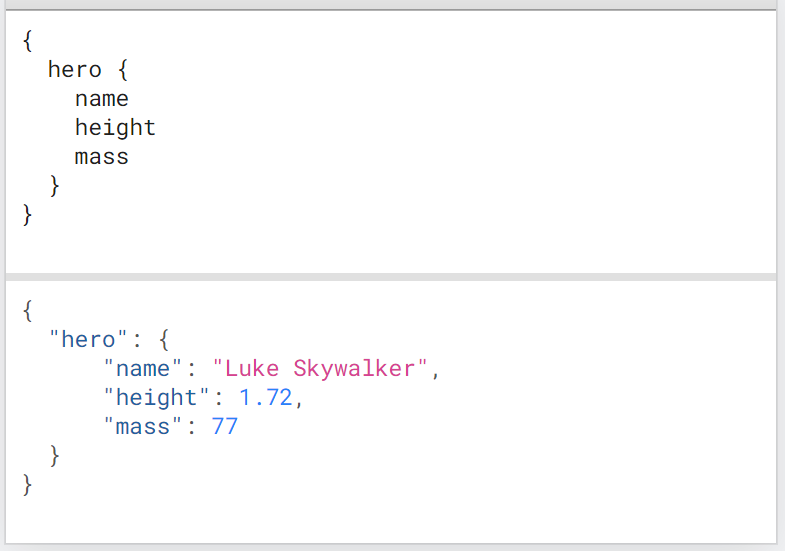 {
  hero {
    name
    height
    mass
  }
}
{
  "hero": {
      "name": "Luke Skywalker",
      "height": 1.72,
      "mass": 77
  }
}